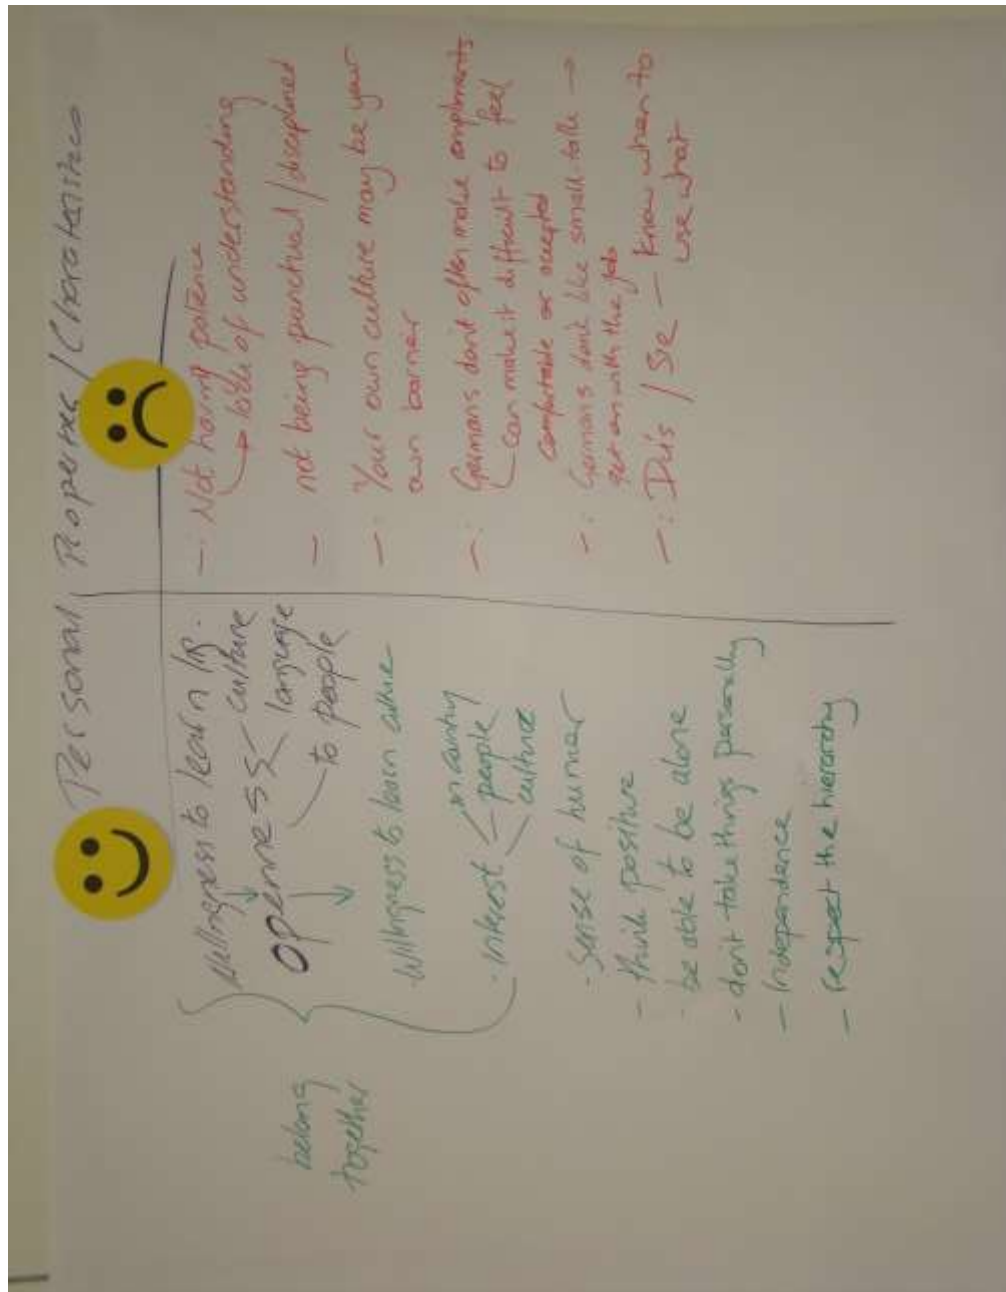 Personal Properties / Charateristics
willingness to learn lg.
openness
culture
language
to people
Willingness to learn culture
· Interest
in country
people
culture
belong
together
· Sense of humor
- think positive
· be able to be alone
- don't take things personally
- Independence
- respect the hierarchy
-: Not having patience
lack of understanding
- not being punctual / disciplined
-: Your own culture may be your
own barrier
-: Germans don't often make compliments
can make it difficult to feel
comfortable or accepted
-: Germans don't like small talk →
get on with the job
-: Du's / Sie - know when to
use what